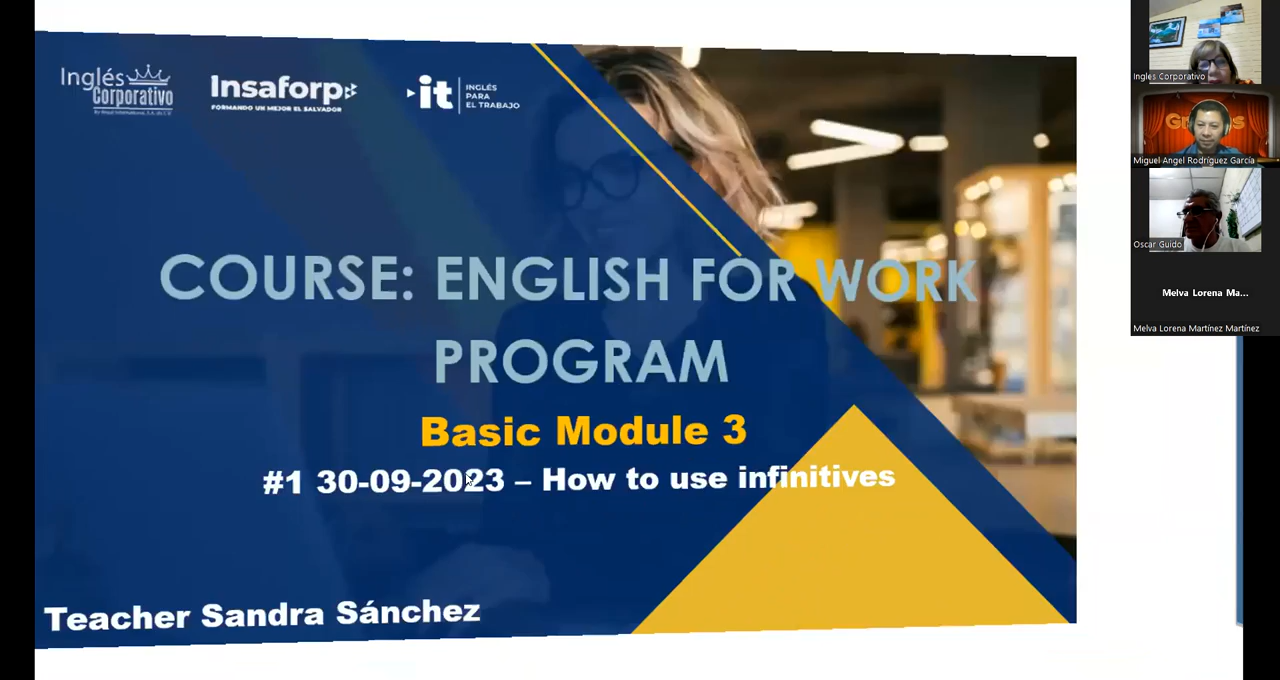 Inglés
Corporativo
Insaforp
FORMANDO UN MEJOR EL SALVADOR
it
INGLÉS
PARA
EL TRABAJO
COURSE: ENGLISH FOR WORK
PROGRAM
Basic Module 3
#1 30-09-2023 – How to use infinitives
Teacher Sandra Sánchez
Ingles Corporativo
Miguel Angel Rodríguez García
Oscar Guido
Melva Lorena Ma...
Melva Lorena Martínez Martínez